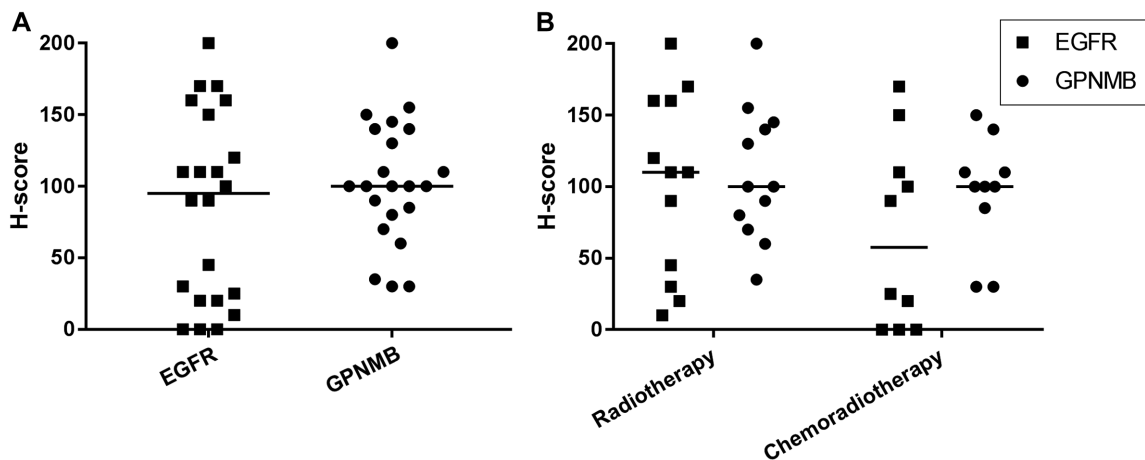 A
H-score
200
150
100
50
0
EGFR
GPNMB
B
H-score
200
150
100
50
0
Radiotherapy
Chemoradiotherapy
EGFR
GPNMB